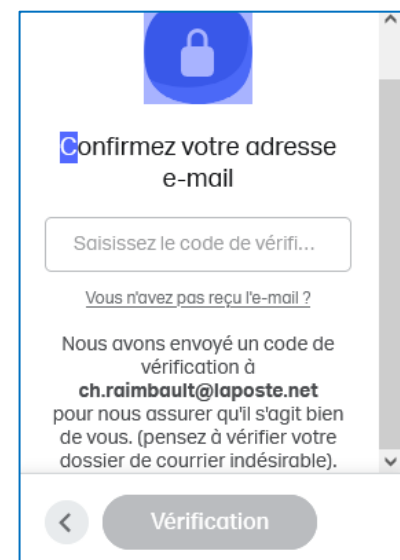 Confirmez votre adresse
e-mail
Saisissez le code de vérifi...
Vous n'avez pas reçu l'e-mail ?
Nous avons envoyé un code de
vérification à
ch.raimbault@laposte.net
pour nous assurer qu'il s'agit bien
de vous. (pensez à vérifier votre
dossier de courrier indésirable).
Vérification